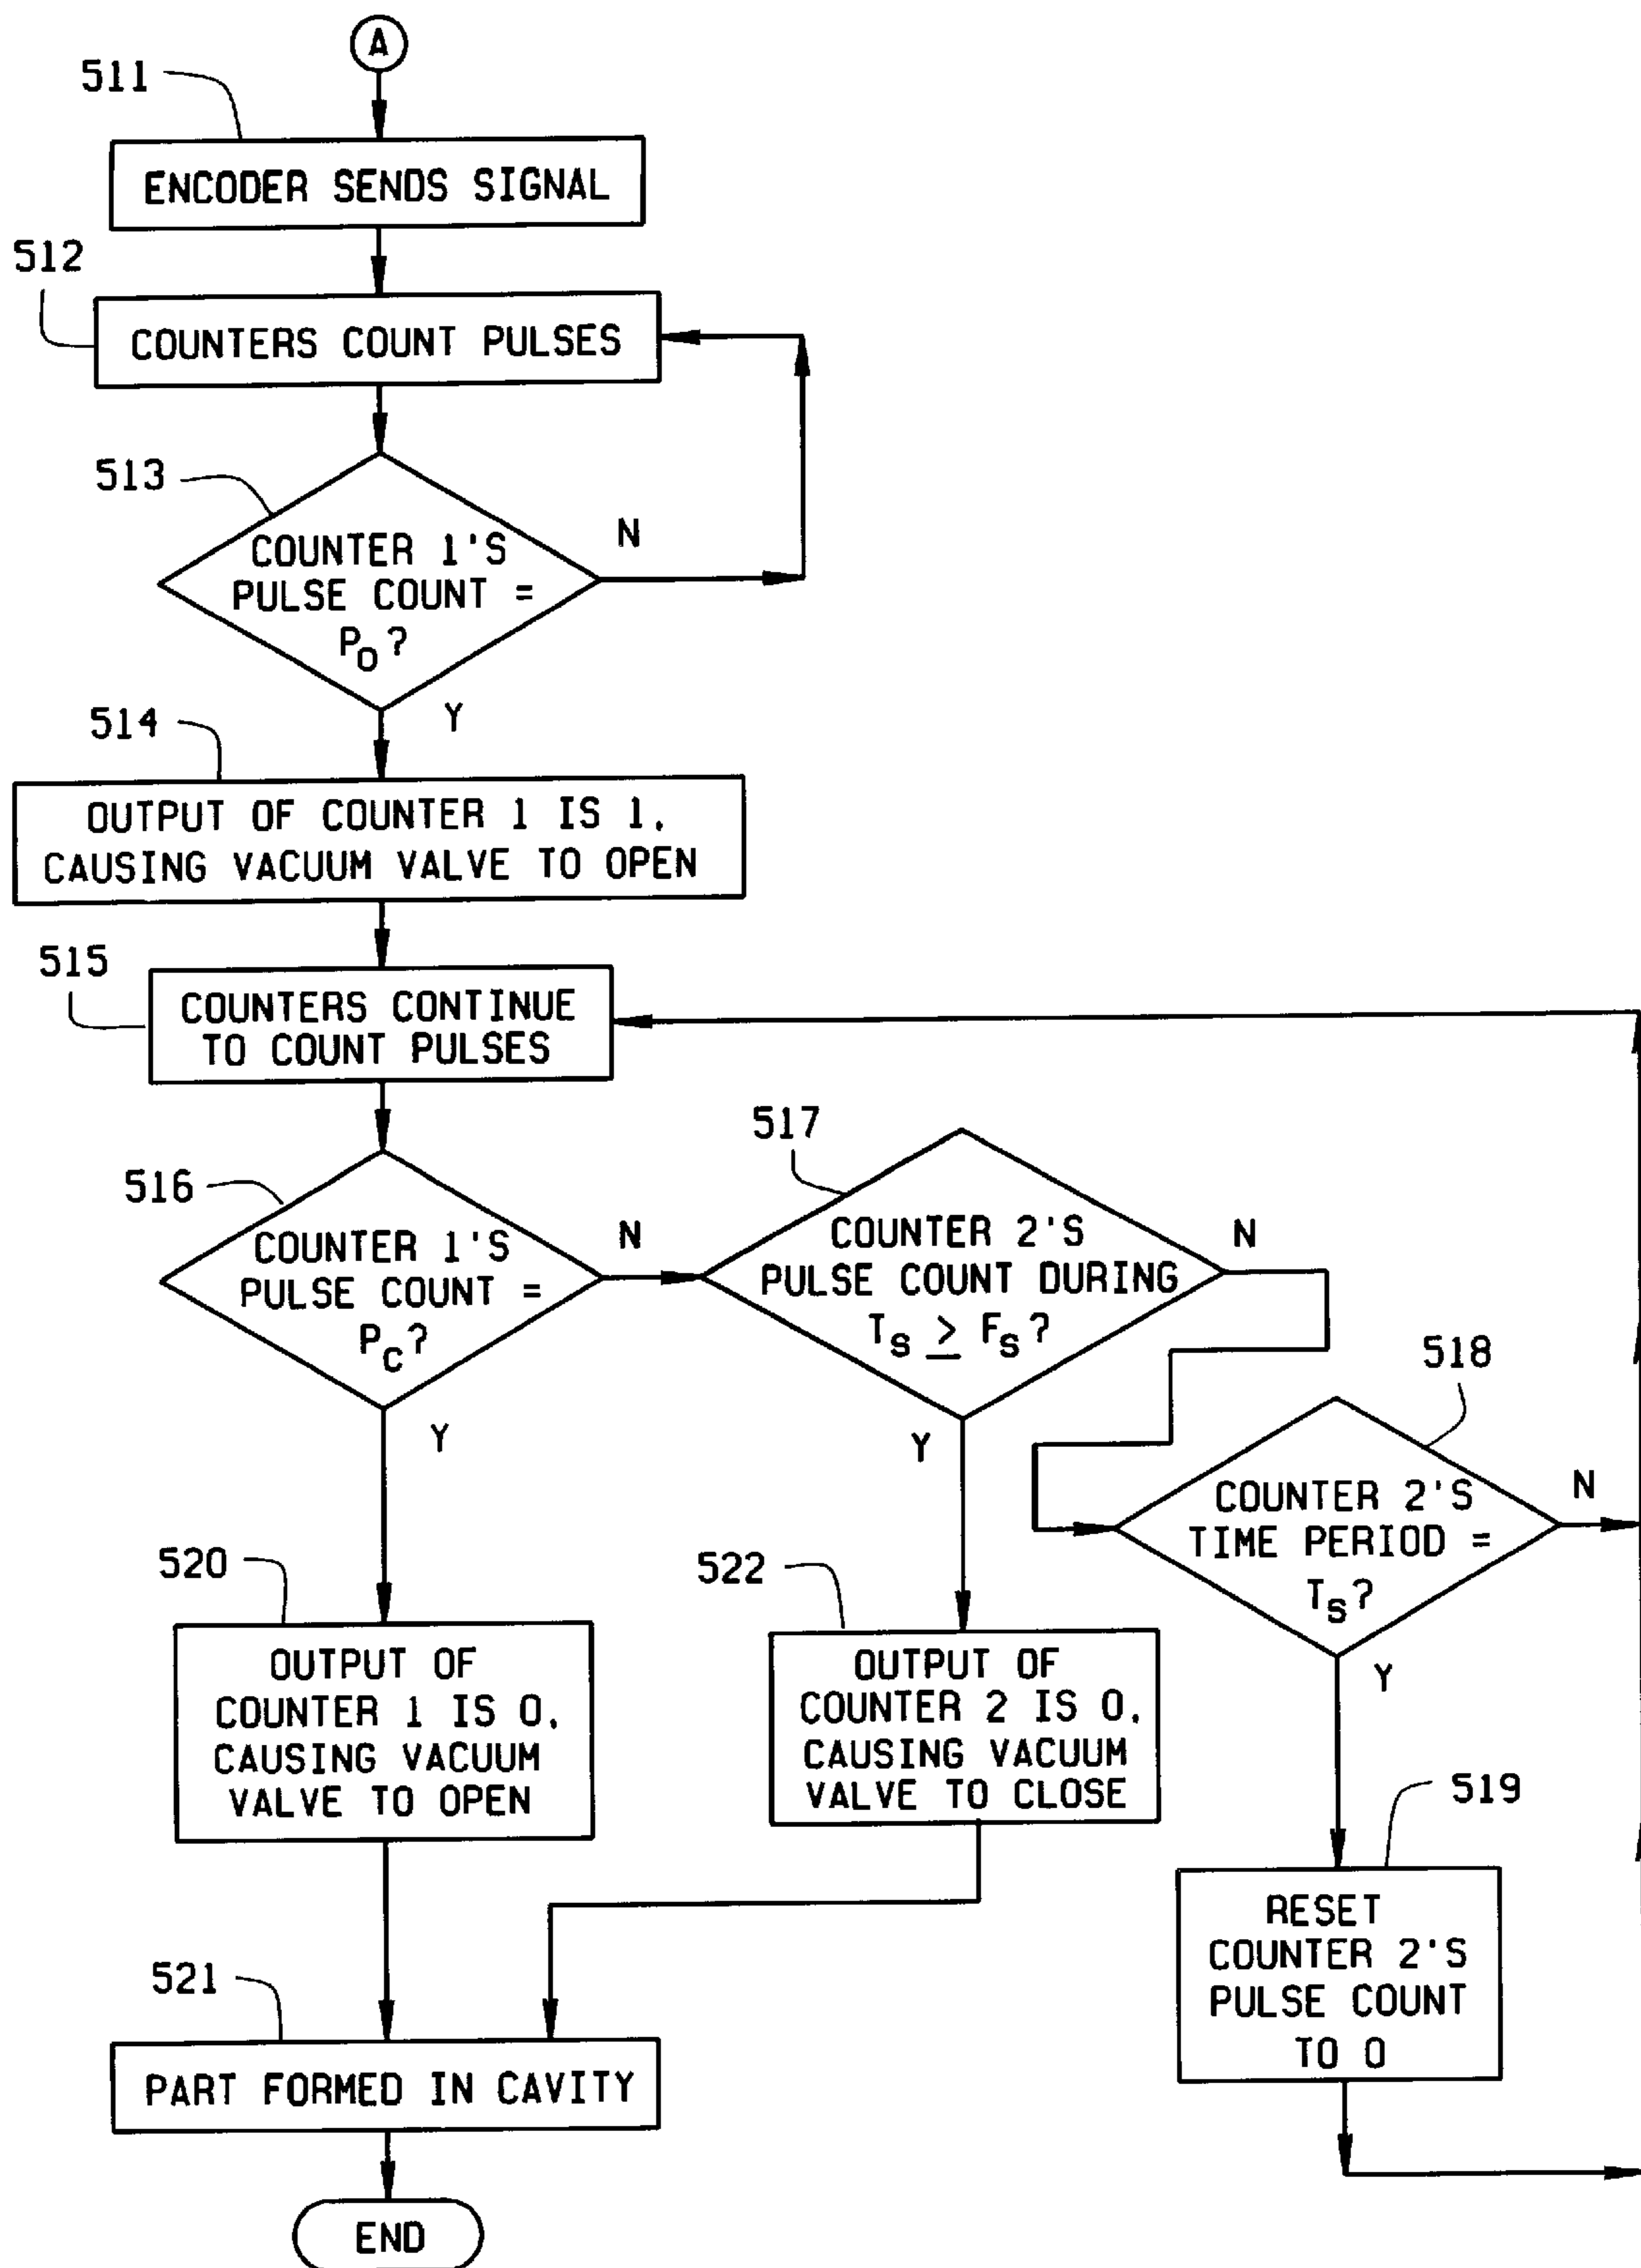 A
511
ENCODER SENDS SIGNAL
512
COUNTERS COUNT PULSES
513
COUNTER 1'S
PULSE COUNT =
PO?
N
Y
514
OUTPUT OF COUNTER 1 IS 1,
CAUSING VACUUM VALVE TO OPEN
515
COUNTERS CONTINUE
TO COUNT PULSES
516
COUNTER 1'S
PULSE COUNT =
PC?
N
Y
517
COUNTER 2'S
PULSE COUNT DURING
TS ≥ FS?
N
Y
518
COUNTER 2'S
TIME PERIOD =
TS?
N
Y
520
OUTPUT OF
COUNTER 1 IS 0,
CAUSING VACUUM
VALVE TO OPEN
522
OUTPUT OF
COUNTER 2 IS 0,
CAUSING VACUUM
VALVE TO CLOSE
519
RESET
COUNTER 2'S
PULSE COUNT
TO 0
521
PART FORMED IN CAVITY
END